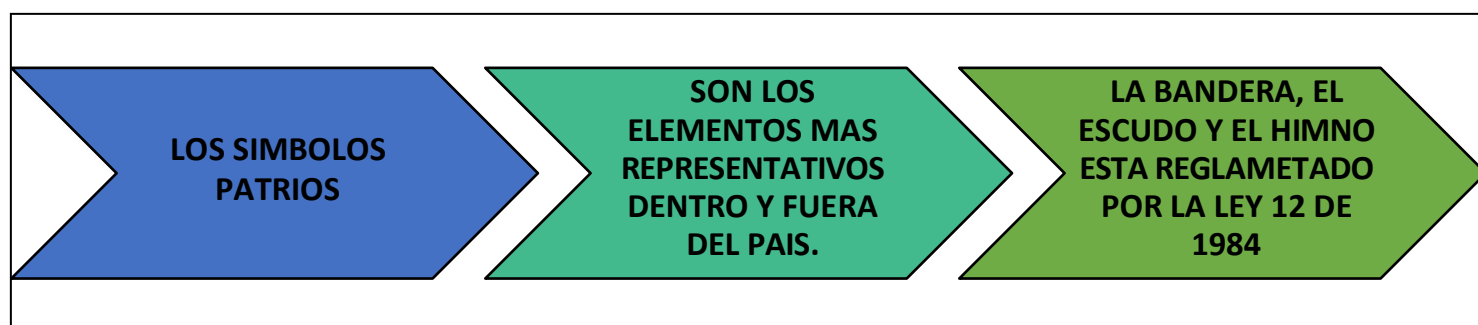 LOS SIMBOLOS
PATRIOS
SON LOS
ELEMENTOS MAS
REPRESENTATIVOS
DENTRO Y FUERA
DEL PAIS.
LA BANDERA, EL
ESCUDO Y EL HIMNO
ESTA REGLAMETADO
POR LA LEY 12 DE
1984